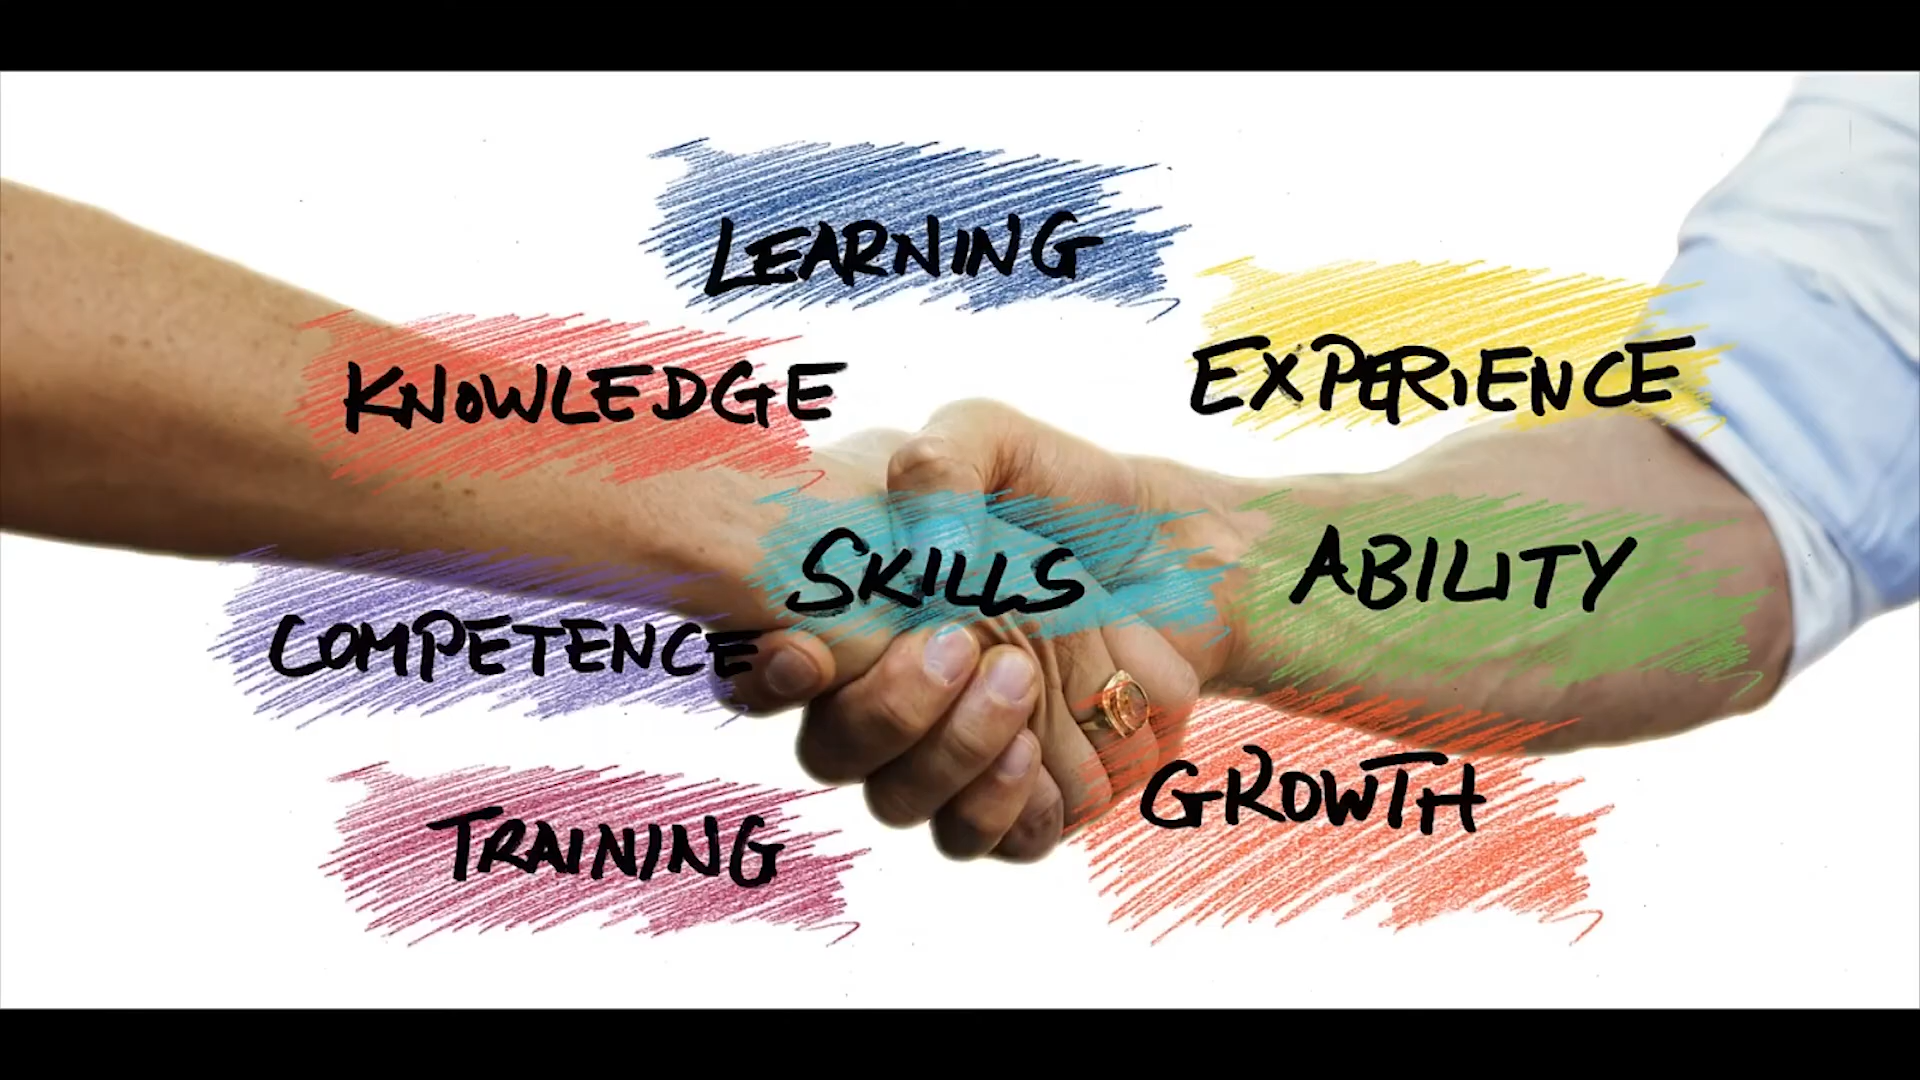 LEARNING
KNOWLEDGE
EXPERIENCE
SKILLS
ABILITY
COMPETENCE
TRAINING
GROWTH